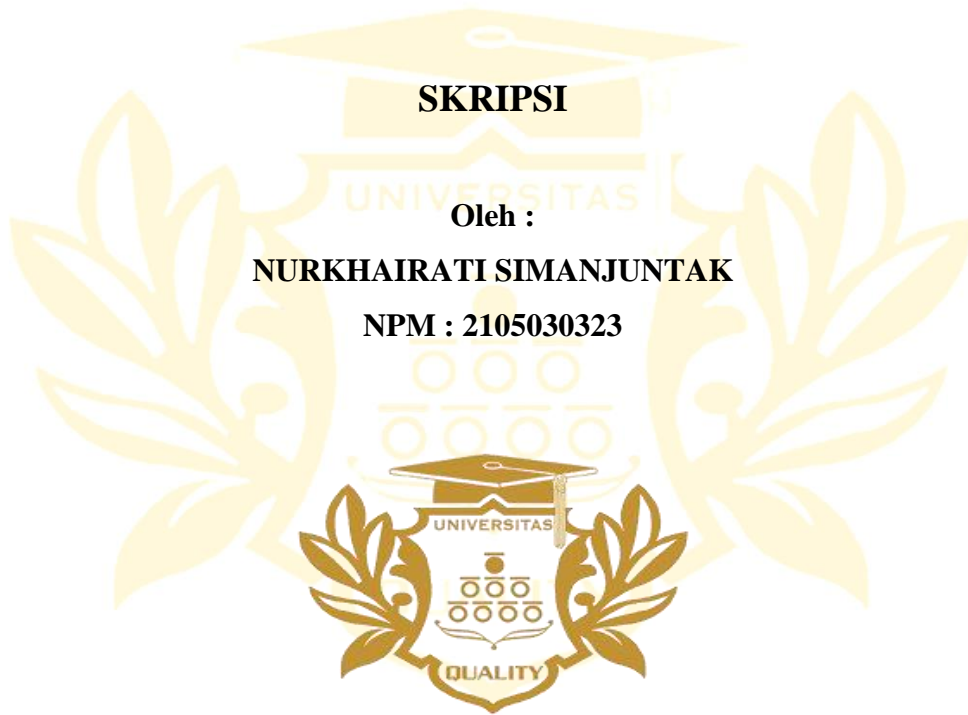 SKRIPSI
UNIVERSITAS
Oleh :
NURKHAIRATI SIMANJUNTAK
NPM : 2105030323
UNIVERSITAS
QUALITY